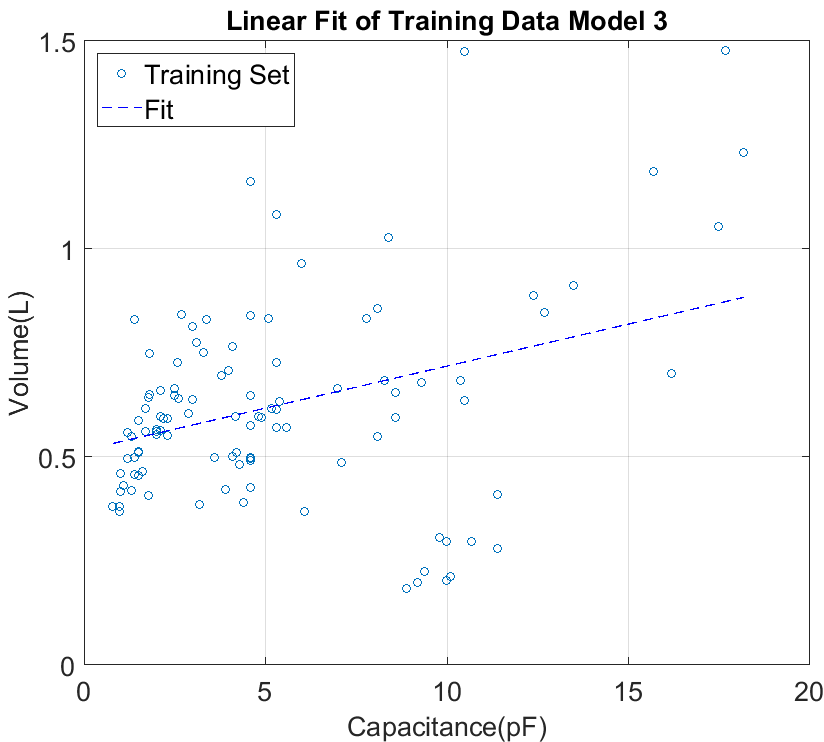 Linear Fit of Training Data Model 3
1.5
Training Set
Fit
1
Volume(L)
0.5
0
0 5 10 15 20
Capacitance(pF)